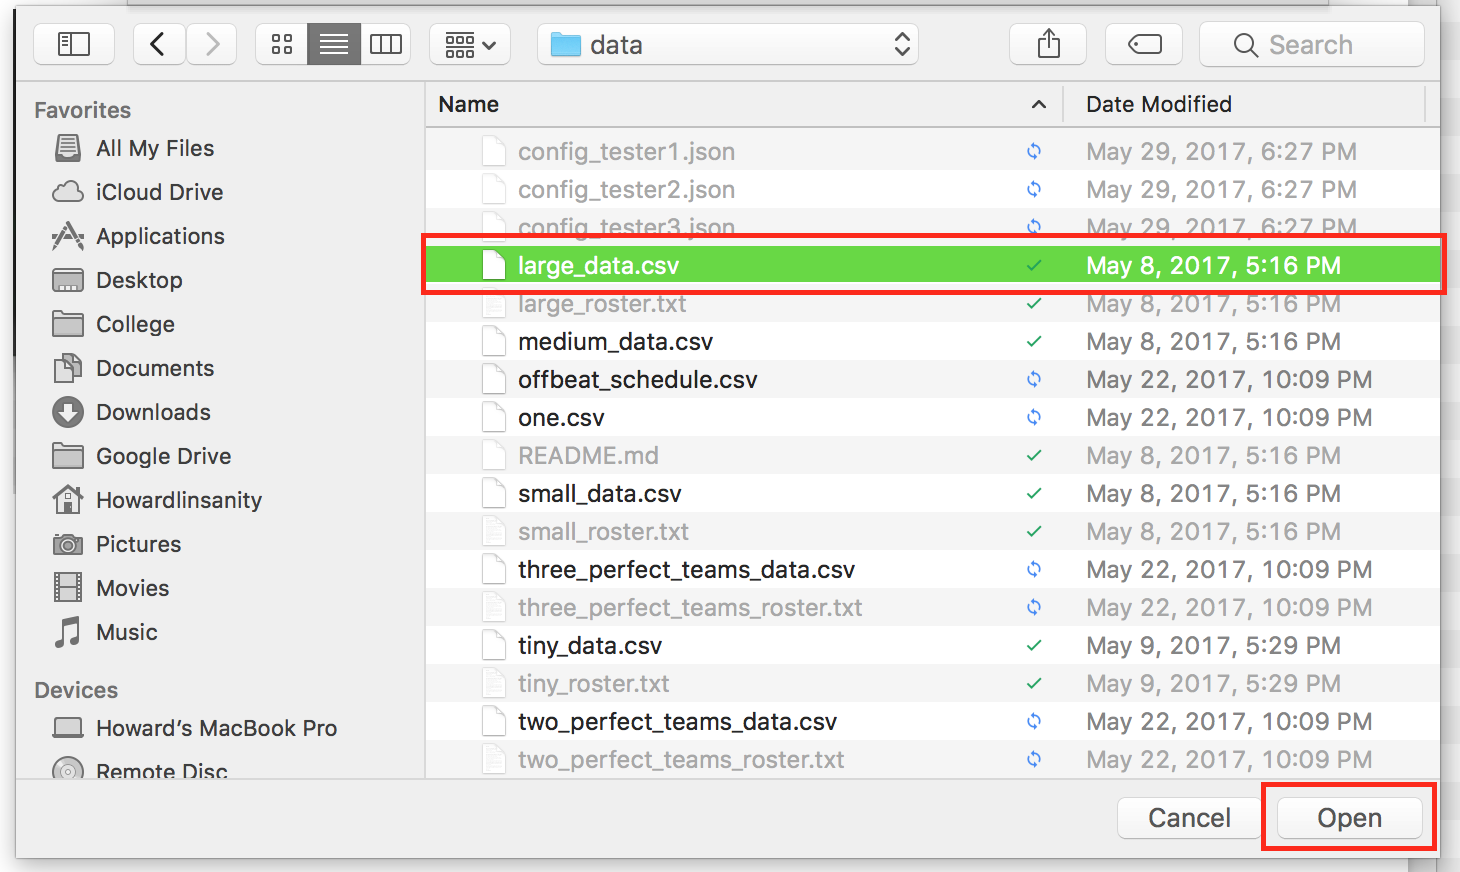 data
Search
Favorites
All My Files
iCloud Drive
Applications
Desktop
College
Documents
Downloads
Google Drive
Howardlinsanity
Pictures
Movies
Music
Devices
Howard’s MacBook Pro
Remote Disc
Name Date Modified
config_tester1.json May 29, 2017, 6:27 PM
config_tester2.json May 29, 2017, 6:27 PM
config_tester3.json May 29, 2017, 6:27 PM
large_data.csv May 8, 2017, 5:16 PM
large_roster.txt May 8, 2017, 5:16 PM
medium_data.csv May 8, 2017, 5:16 PM
offbeat_schedule.csv May 22, 2017, 10:09 PM
one.csv May 22, 2017, 10:09 PM
README.md May 8, 2017, 5:16 PM
small_data.csv May 8, 2017, 5:16 PM
small_roster.txt May 8, 2017, 5:16 PM
three_perfect_teams_data.csv May 22, 2017, 10:09 PM
three_perfect_teams_roster.txt May 22, 2017, 10:09 PM
tiny_data.csv May 9, 2017, 5:29 PM
tiny_roster.txt May 9, 2017, 5:29 PM
two_perfect_teams_data.csv May 22, 2017, 10:09 PM
two_perfect_teams_roster.txt May 22, 2017, 10:09 PM
Cancel
Open